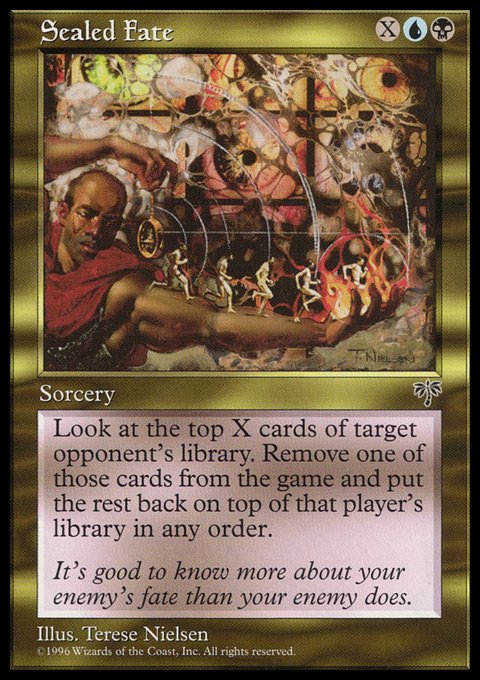 Sealed Fate
X
T. NIELSEN
Sorcery
Look at the top X cards of target
opponent's library. Remove one of
those cards from the game and put
the rest back on top of that player's
library in any order.
It's good to know more about your
enemy's fate than your enemy does.
Illus. Terese Nielsen
©1996 Wizards of the Coast, Inc. All rights reserved.